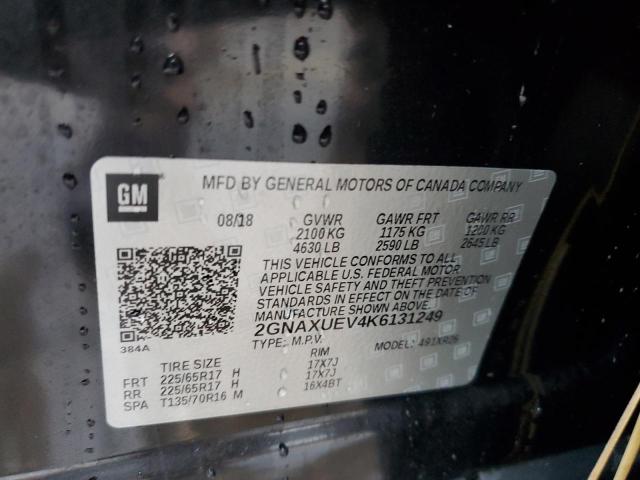 GM
MFD BY GENERAL MOTORS OF CANADA COMPANY
08/18 GVWR GAWR FRT GAWR RR
2100 KG 1175 KG 1200 KG
4630 LB 2590 LB 2645 LB
THIS VEHICLE CONFORMS TO ALL
APPLICABLE U.S. FEDERAL MOTOR
VEHICLE SAFETY AND THEFT PREVENTION
STANDARDS IN EFFECT ON THE DATE OF
MANUFACTURE SHOWN ABOVE.
2GNAXUEV4K6131249
384A TYPE: M.P.V. MODEL: 491XR26
TIRE SIZE RIM
FRT 225/65R17 H 17X7J
RR 225/65R17 H 17X7J
SPA T135/70R16 M 16X4BT